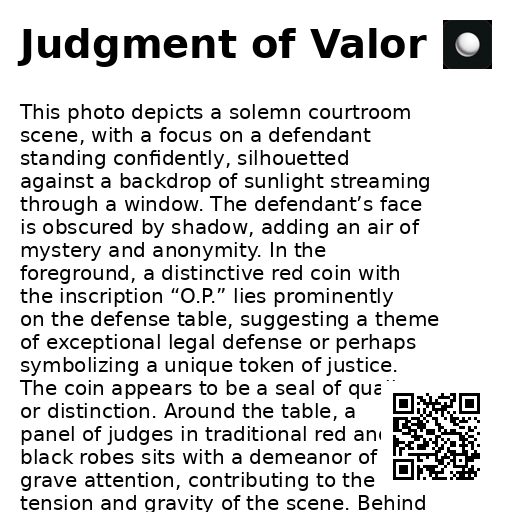 Judgment of Valor
This photo depicts a solemn courtroom
scene, with a focus on a defendant
standing confidently, silhouetted
against a backdrop of sunlight streaming
through a window. The defendant’s face
is obscured by shadow, adding an air of
mystery and anonymity. In the
foreground, a distinctive red coin with
the inscription “O.P.” lies prominently
on the defense table, suggesting a theme
of exceptional legal defense or perhaps
symbolizing a unique token of justice.
The coin appears to be a seal of
or distinction. Around the table, a
panel of judges in traditional red and
black robes sits with a demeanor of
grave attention, contributing to the
tension and gravity of the scene. Behind